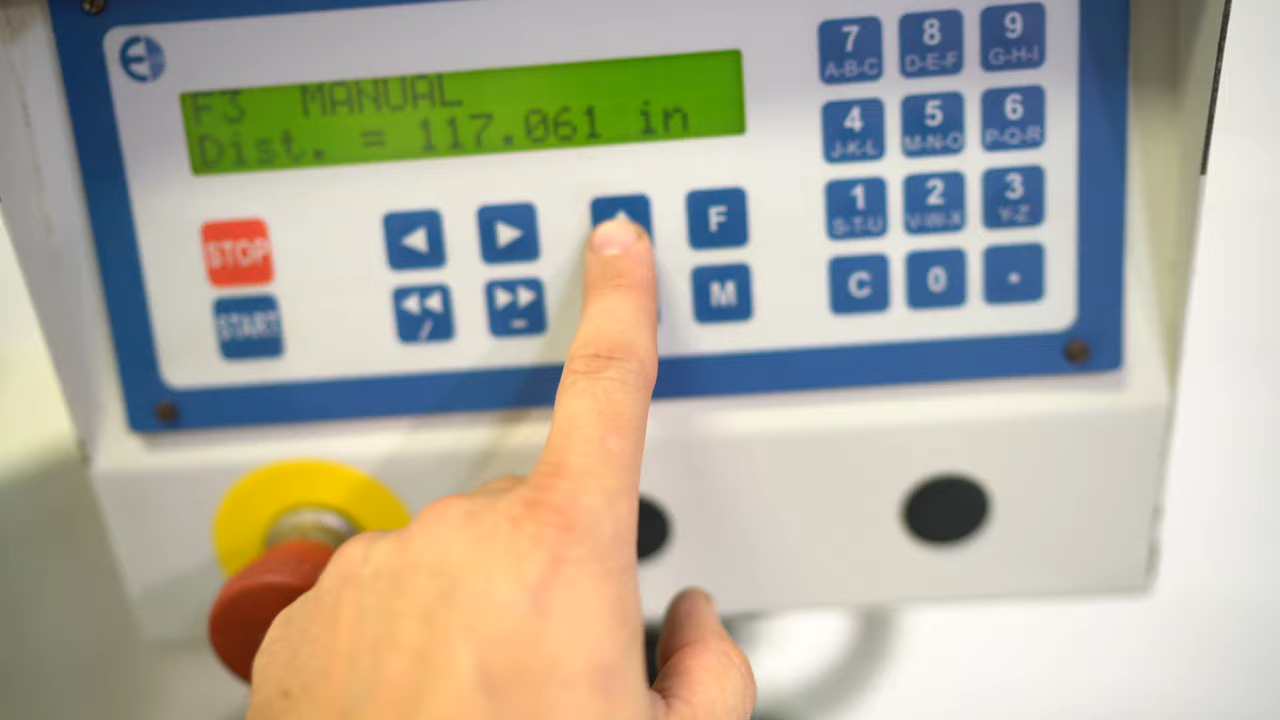 F3 MANUAL
Dist. = 117.061 in
7 8 9
A-B-C D-E-F G-H-I
4 5 6
J-K-L M-N-O P-Q-R
STOP F 1 2 3
S-T-U V-W-X Y-Z
START / - M C 0 .